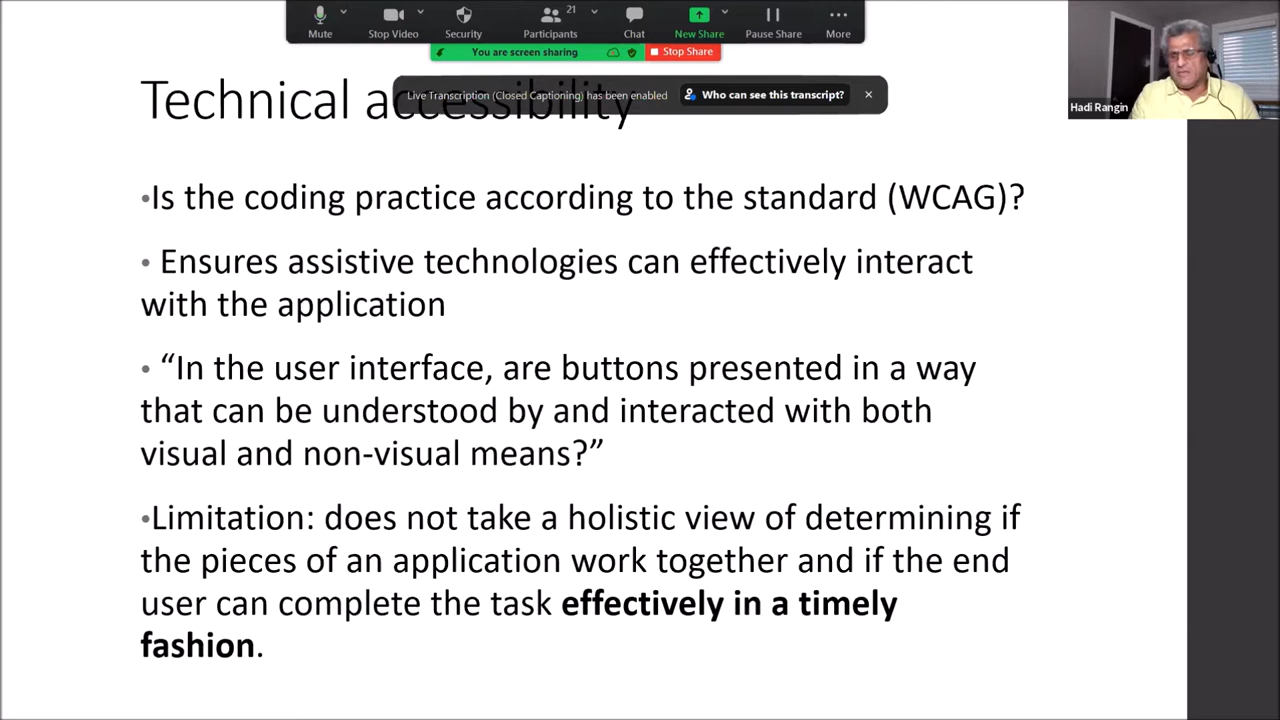 Mute
Stop Video
Security
Participants
21
Chat
New Share
Pause Share
More
You are screen sharing
Stop Share
Live Transcription (Closed Captioning) has been enabled
Who can see this transcript?
Hadi Rangin
Technical accessibility
•Is the coding practice according to the standard (WCAG)?
• Ensures assistive technologies can effectively interact
with the application
• “In the user interface, are buttons presented in a way
that can be understood by and interacted with both
visual and non-visual means?”
•Limitation: does not take a holistic view of determining if
the pieces of an application work together and if the end
user can complete the task effectively in a timely
fashion.